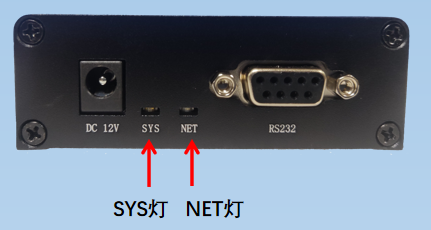 DC 12V SYS NET RS232
SYS灯 NET灯